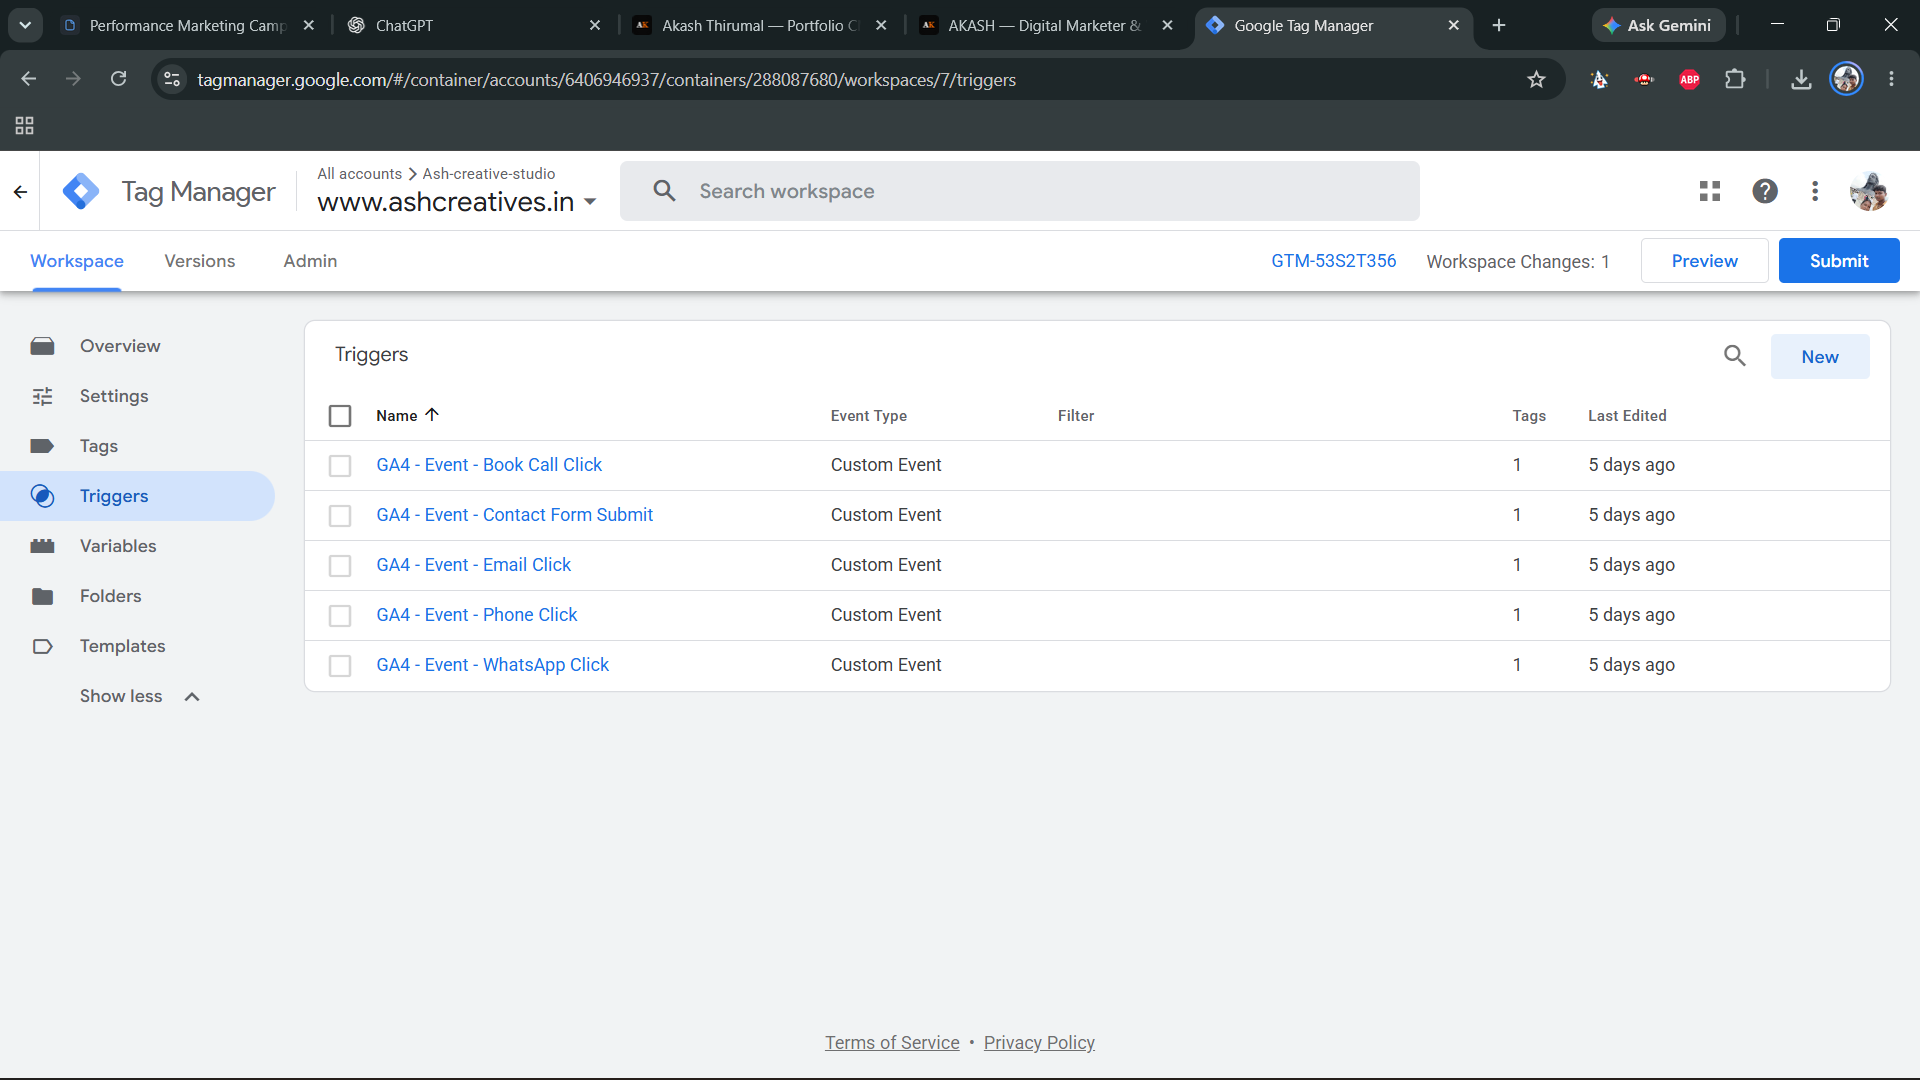 Performance Marketing Camp
ChatGPT
Akash Thirumal — Portfolio
AKASH — Digital Marketer &
Google Tag Manager
Ask Gemini
tagmanager.google.com/#/container/accounts/6406946937/containers/288087680/workspaces/7/triggers
ABP
Tag Manager
All accounts > Ash-creative-studio
www.ashcreatives.in
Search workspace
Workspace
Versions
Admin
GTM-53S2T356
Workspace Changes: 1
Preview
Submit
Overview
Settings
Tags
Triggers
Variables
Folders
Templates
Show less
Triggers
New
Name Event Type Filter Tags Last Edited
GA4 - Event - Book Call Click Custom Event 1 5 days ago
GA4 - Event - Contact Form Submit Custom Event 1 5 days ago
GA4 - Event - Email Click Custom Event 1 5 days ago
GA4 - Event - Phone Click Custom Event 1 5 days ago
GA4 - Event - WhatsApp Click Custom Event 1 5 days ago
Terms of Service • Privacy Policy